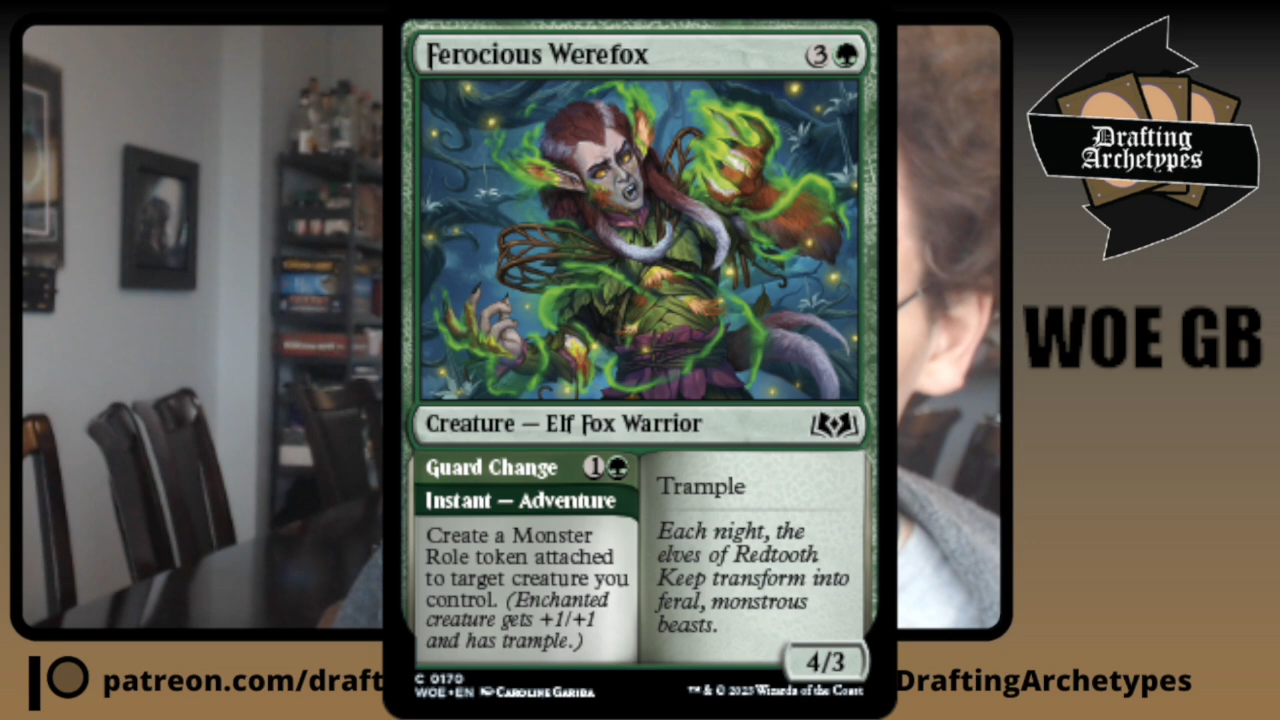 Ferocious Werefox
3
Drafting
Archetypes
WOE GB
Creature — Elf Fox Warrior
Guard Change
1
Instant — Adventure
Create a Monster
Role token attached
to target creature you
control. (Enchanted
creature gets +1/+1
and has trample.)
Trample
Each night, the
elves of Redtooth
Keep transform into
feral, monstrous
beasts.
4/3
C 0170
WOE • EN CAROLINE GARIBA
™ & © 2023 Wizards of the Coast
patreon.com/draft
DraftingArchetypes